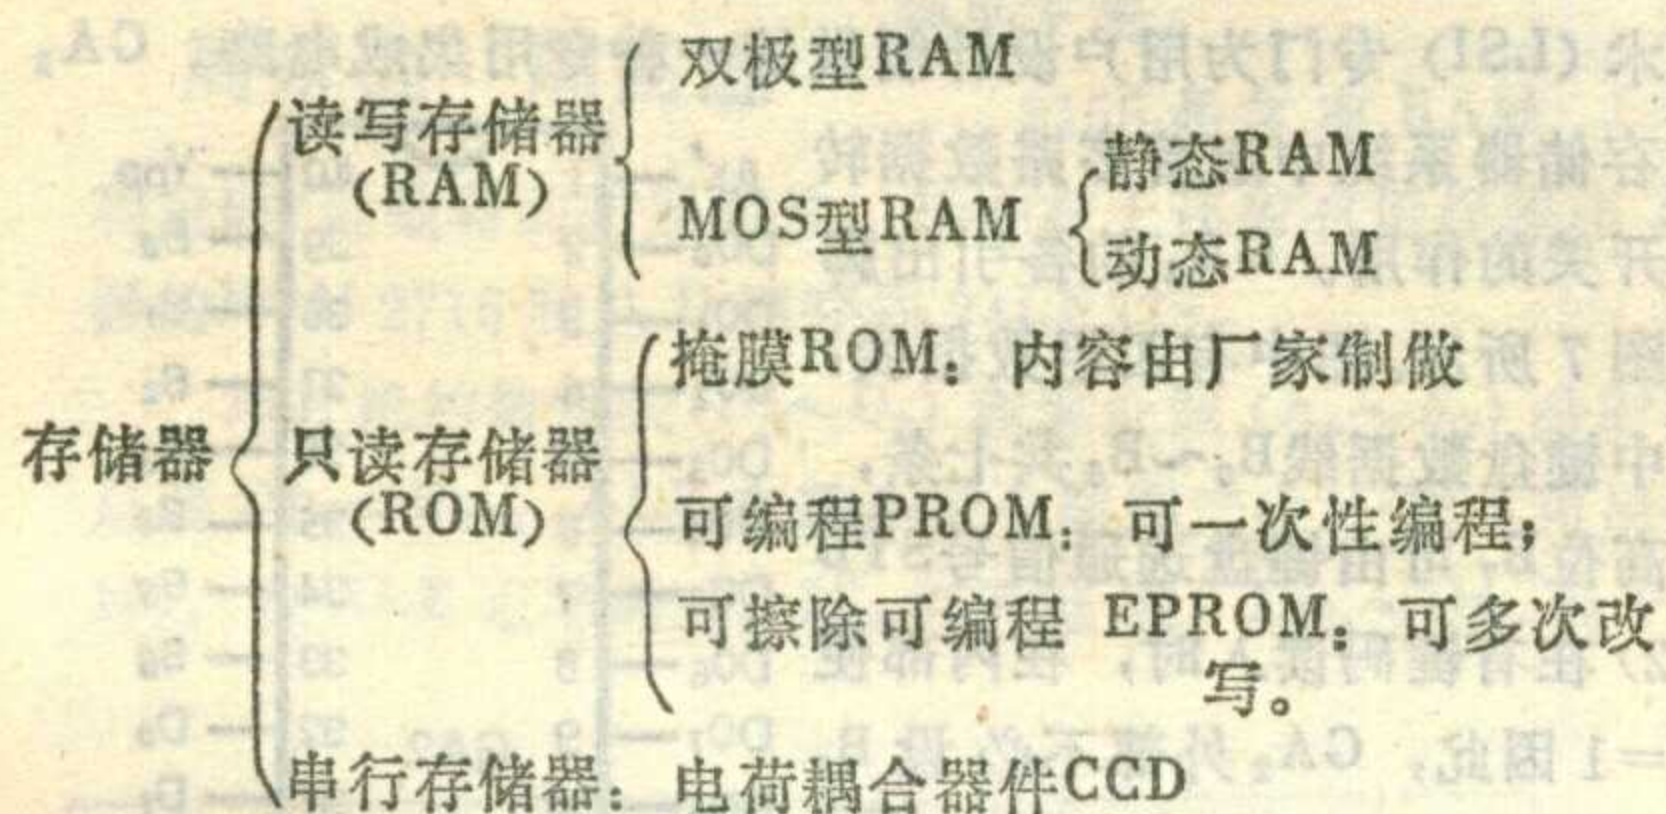 双极型RAM
读写存储器
(RAM)
静态RAM
MOS型RAM
动态RAM
掩膜ROM：内容由厂家制做
存储器
只读存储器
(ROM)
可编程PROM：可一次性编程；
可擦除可编程 EPROM：可多次改
写。
串行存储器：电荷耦合器件CCD